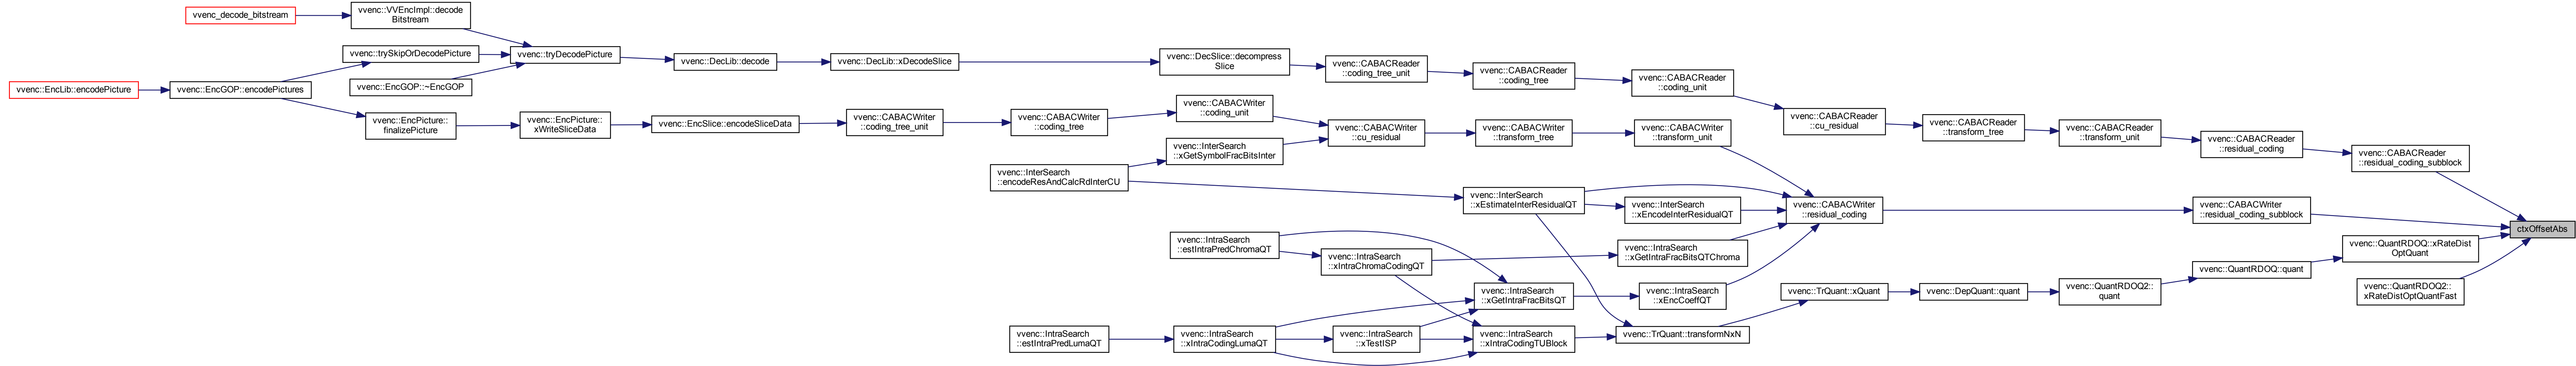 vvenc_decode_bitstream
vvenc::VVEncImpl::decode
Bitstream
vvenc::trySkipOrDecodePicture
vvenc::tryDecodePicture
vvenc::DecLib::decode
vvenc::DecLib::xDecodeSlice
vvenc::DecSlice::decompress
Slice
vvenc::CABACReader
::coding_tree_unit
vvenc::CABACReader
::coding_tree
vvenc::CABACReader
::coding_unit
vvenc::EncLib::encodePicture
vvenc::EncGOP::encodePictures
vvenc::EncGOP::~EncGOP
vvenc::EncPicture::
finalizePicture
vvenc::EncPicture::
xWriteSliceData
vvenc::EncSlice::encodeSliceData
vvenc::CABACWriter
::coding_tree_unit
vvenc::CABACWriter
::coding_tree
vvenc::CABACWriter
::coding_unit
vvenc::CABACWriter
::cu_residual
vvenc::CABACWriter
::transform_tree
vvenc::CABACWriter
::transform_unit
vvenc::CABACReader
::cu_residual
vvenc::CABACReader
::transform_tree
vvenc::CABACReader
::transform_unit
vvenc::CABACReader
::residual_coding
vvenc::CABACReader
::residual_coding_subblock
vvenc::InterSearch
::xGetSymbolFracBitsInter
vvenc::InterSearch
::encodeResAndCalcRdInterCU
vvenc::InterSearch
::xEstimateInterResidualQT
vvenc::InterSearch
::xEncodeInterResidualQT
vvenc::CABACWriter
::residual_coding
vvenc::CABACWriter
::residual_coding_subblock
ctxOffsetAbs
vvenc::IntraSearch
::estIntraPredChromaQT
vvenc::IntraSearch
::xIntraChromaCodingQT
vvenc::IntraSearch
::xGetIntraFracBitsQTChroma
vvenc::QuantRDOQ::xRateDist
OptQuant
vvenc::QuantRDOQ::quant
vvenc::IntraSearch
::xGetIntraFracBitsQT
vvenc::IntraSearch
::xEncCoeffQT
vvenc::TrQuant::xQuant
vvenc::DepQuant::quant
vvenc::QuantRDOQ2::
quant
vvenc::QuantRDOQ2::
xRateDistOptQuantFast
vvenc::IntraSearch
::estIntraPredLumaQT
vvenc::IntraSearch
::xIntraCodingLumaQT
vvenc::IntraSearch
::xTestISP
vvenc::IntraSearch
::xIntraCodingTUBlock
vvenc::TrQuant::transformNxN